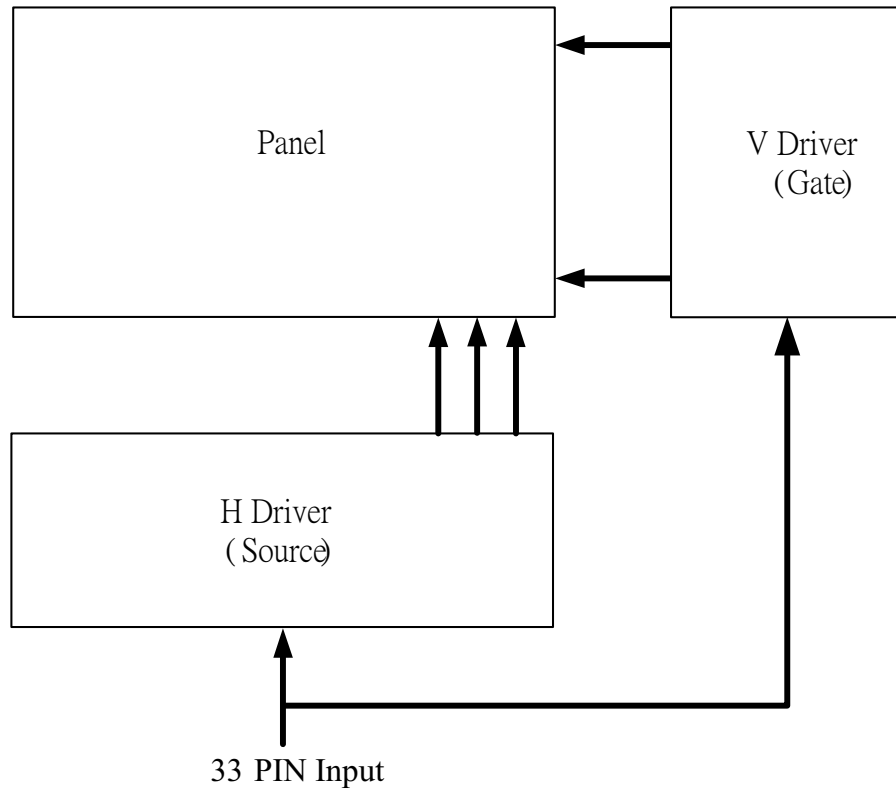 Panel
V Driver
(Gate)
H Driver
(Source)
33 PIN Input